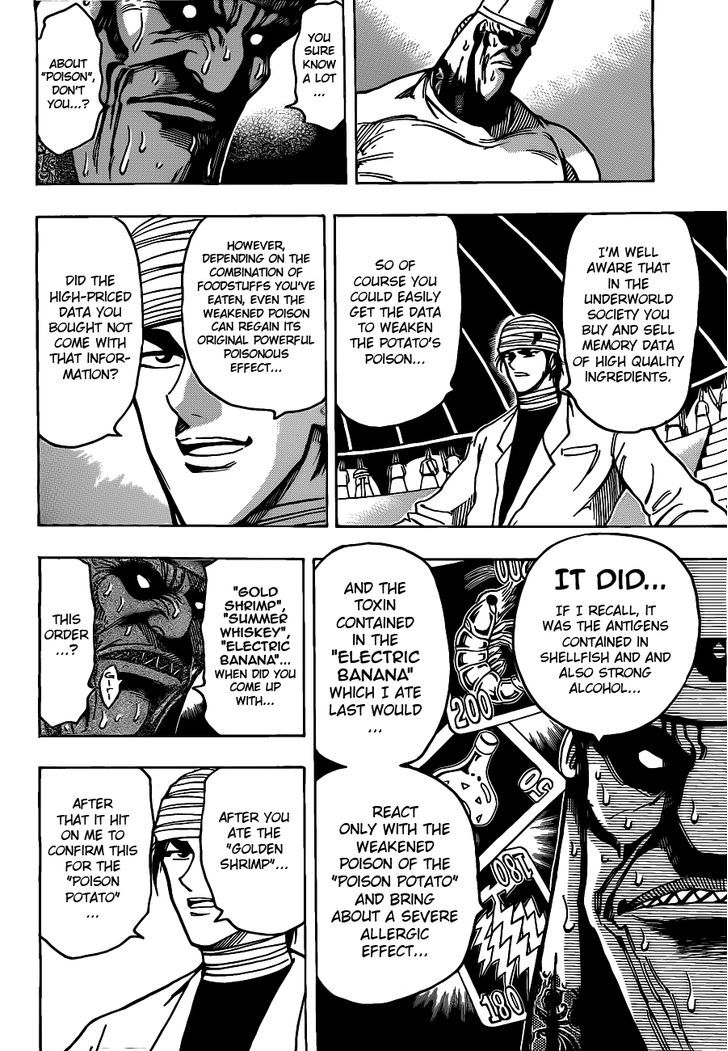 YOU
SURE
KNOW
A LOT
...
ABOUT
"POISON",
DON'T
YOU...?
I'M WELL
AWARE THAT
IN THE
UNDERWORLD
SOCIETY YOU
BUY AND SELL
MEMORY DATA
OF HIGH QUALITY
INGREDIENTS.
SO OF
COURSE YOU
COULD EASILY
GET THE DATA
TO WEAKEN
THE POTATO'S
POISON...
HOWEVER,
DEPENDING ON THE
COMBINATION OF
FOODSTUFFS YOU'VE
EATEN, EVEN THE
WEAKENED POISON
CAN REGAIN ITS
ORIGINAL POWERFUL
POISONOUS
EFFECT...
DID THE
HIGH-PRICED
DATA YOU
BOUGHT NOT
COME WITH
THAT INFOR-
MATION?
IT DID...
IF I RECALL, IT
WAS THE ANTIGENS
CONTAINED IN
SHELLFISH AND AND
ALSO STRONG
ALCOHOL...
AND THE
TOXIN
CONTAINED
IN THE
"ELECTRIC
BANANA"
WHICH I ATE
LAST WOULD
...
REACT
ONLY WITH THE
WEAKENED
POISON OF THE
"POISON POTATO"
AND BRING
ABOUT A SEVERE
ALLERGIC
EFFECT...
200
50
180
180
"GOLD
SHRIMP",
"SUMMER
WHISKEY",
"ELECTRIC
BANANA"...
WHEN DID YOU
COME UP
WITH...
THIS
ORDER
...?
GIRI
AFTER YOU
ATE THE
"GOLDEN
SHRIMP"...
AFTER
THAT IT HIT
ON ME TO
CONFIRM THIS
FOR THE
"POISON
POTATO"
...